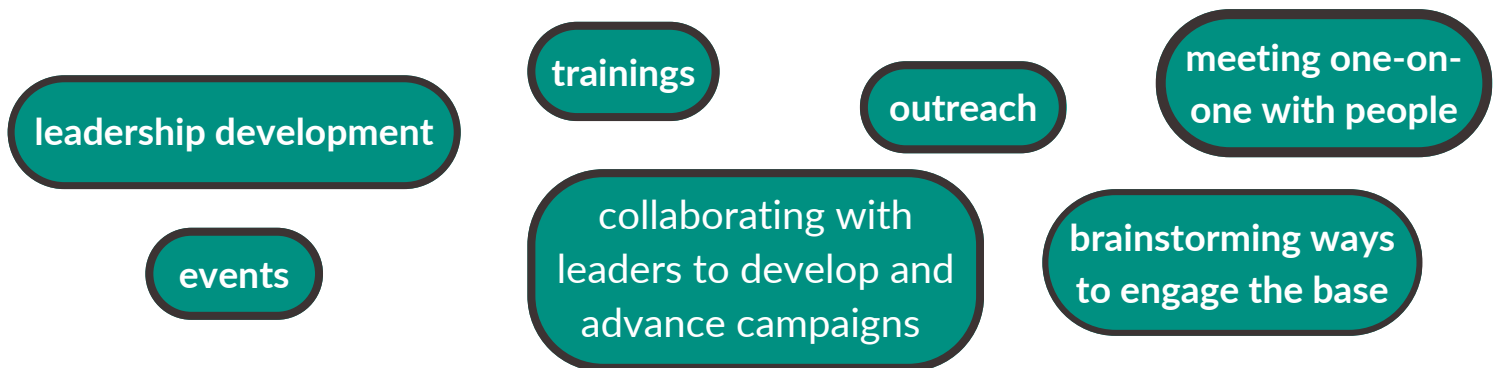 leadership development
trainings
outreach
meeting one-on-
one with people
events
collaborating with
leaders to develop and
advance campaigns
brainstorming ways
to engage the base